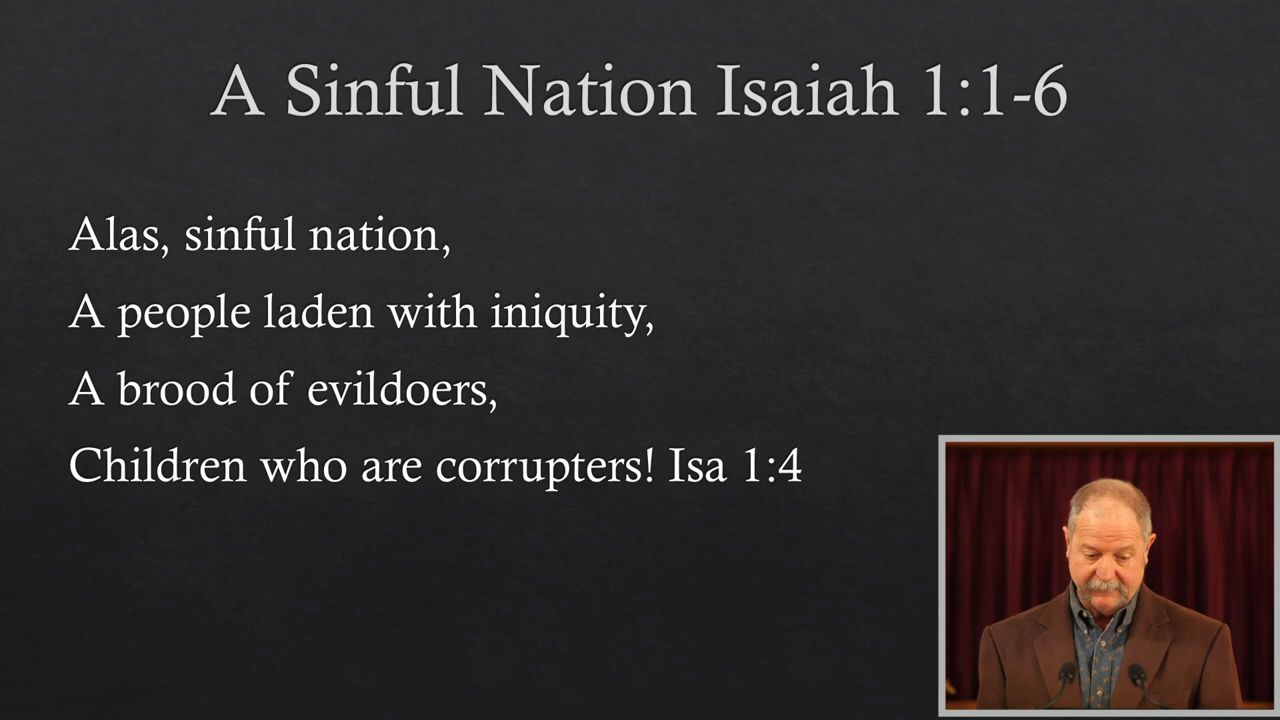 A Sinful Nation Isaiah 1:1-6
Alas, sinful nation,
A people laden with iniquity,
A brood of evildoers,
Children who are corrupters! Isa 1:4